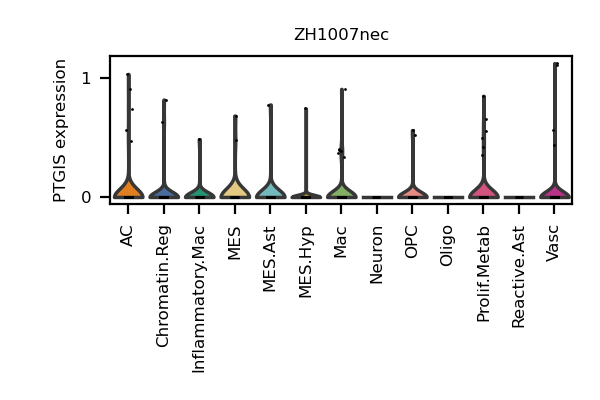 ZH1007nec
PTGIS expression
1
0
AC
Chromatin.Reg
Inflammatory.Mac
MES
MES.Ast
MES.Hyp
Mac
Neuron
OPC
Oligo
Prolif.Metab
Reactive.Ast
Vasc